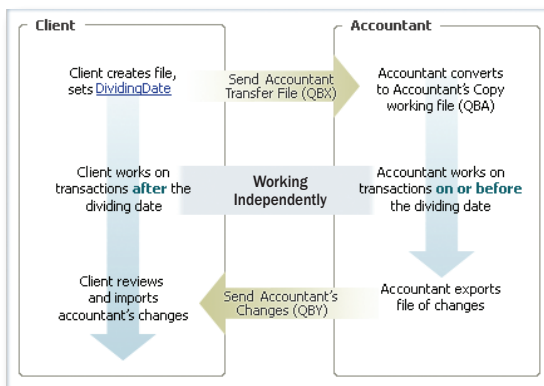 Client
Accountant
Client creates file,
sets DividingDate
Send Accountant
Transfer File (QBX)
Accountant converts
to Accountant's Copy
working file (QBA)
Client works on
transactions after the
dividing date
Working
Independently
Accountant works on
transactions on or before
the dividing date
Client reviews
and imports
accountant's changes
Send Accountant's
Changes (QBY)
Accountant exports
file of changes